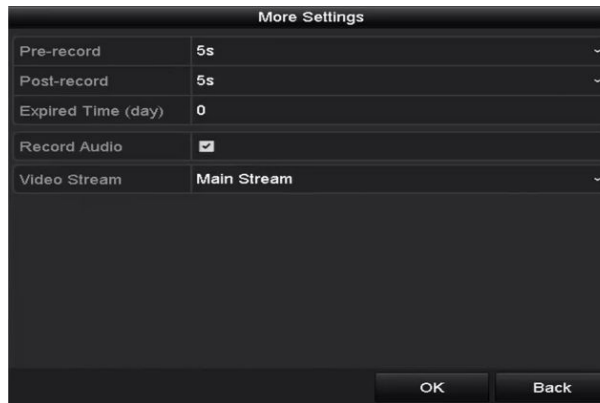 More Settings
Pre-record 5s
Post-record 5s
Expired Time (day) 0
Record Audio
Video Stream Main Stream
OK Back